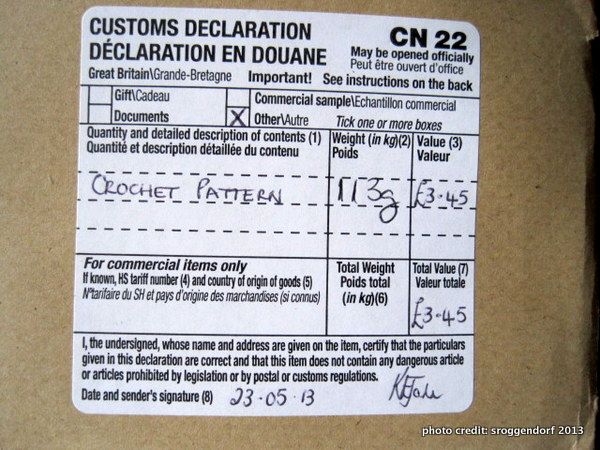 CUSTOMS DECLARATION
DÉCLARATION EN DOUANE
CN 22
May be opened officially
Peut être ouvert d'office
Great Britain\Grande-Bretagne
Important!
See instructions on the back
Gift\Cadeau
Commercial sample\Echantillon commercial
Documents
X
Other\Autre
Tick one or more boxes
Quantity and detailed description of contents (1)
Quantité et description détaillée du contenu
Weight (in kg)(2)
Poids
Value (3)
Valeur
CROCHET PATTERN
113g
£3.45
For commercial items only
If known, HS tariff number (4) and country of origin of goods (5)
N°tarifaire du SH et pays d'origine des marchandises (si connus)
Total Weight
Poids total
(in kg)(6)
Total Value (7)
Valeur totale
£3.45
I, the undersigned, whose name and address are given on the item, certify that the particulars
given in this declaration are correct and that this item does not contain any dangerous article
or articles prohibited by legislation or by postal or customs regulations.
Date and sender's signature (8) 23.05.13
photo credit: sroggendorf 2013